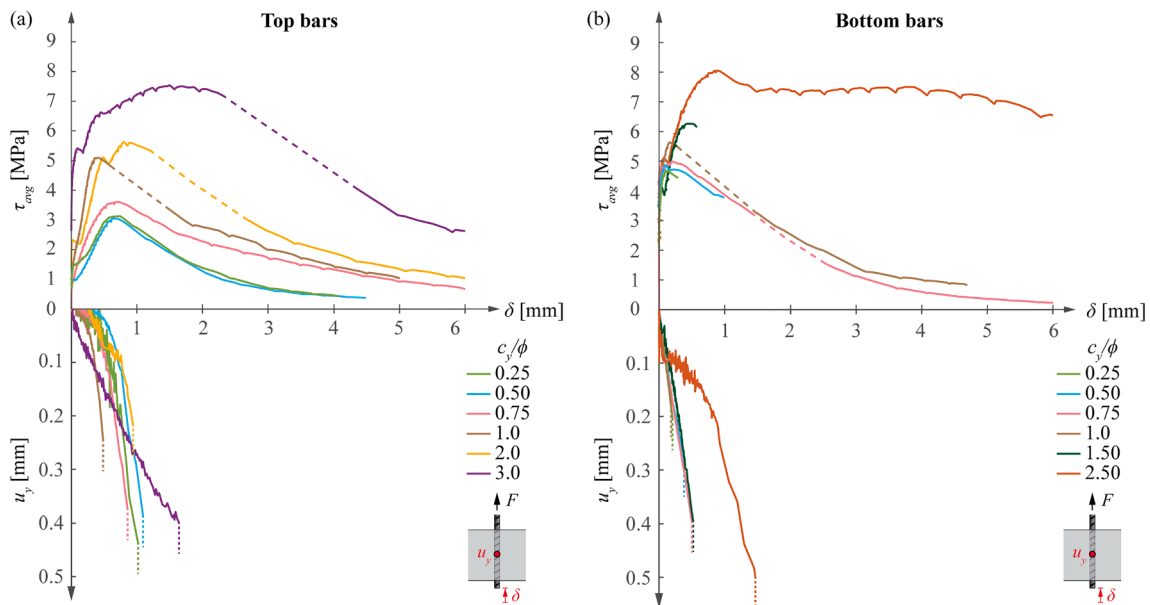 (a) Top bars
9
8
7
6
5
4
3
2
1
0
τavg [MPa]
1 2 3 4 5 6 δ [mm]
0.1
0.2
0.3
0.4
0.5
uy [mm]
cy/ϕ
0.25
0.50
0.75
1.0
2.0
3.0
F
uy
δ
(b) Bottom bars
9
8
7
6
5
4
3
2
1
0
τavg [MPa]
1 2 3 4 5 6 δ [mm]
0.1
0.2
0.3
0.4
0.5
uy [mm]
cy/ϕ
0.25
0.50
0.75
1.0
1.50
2.50
F
uy
δ